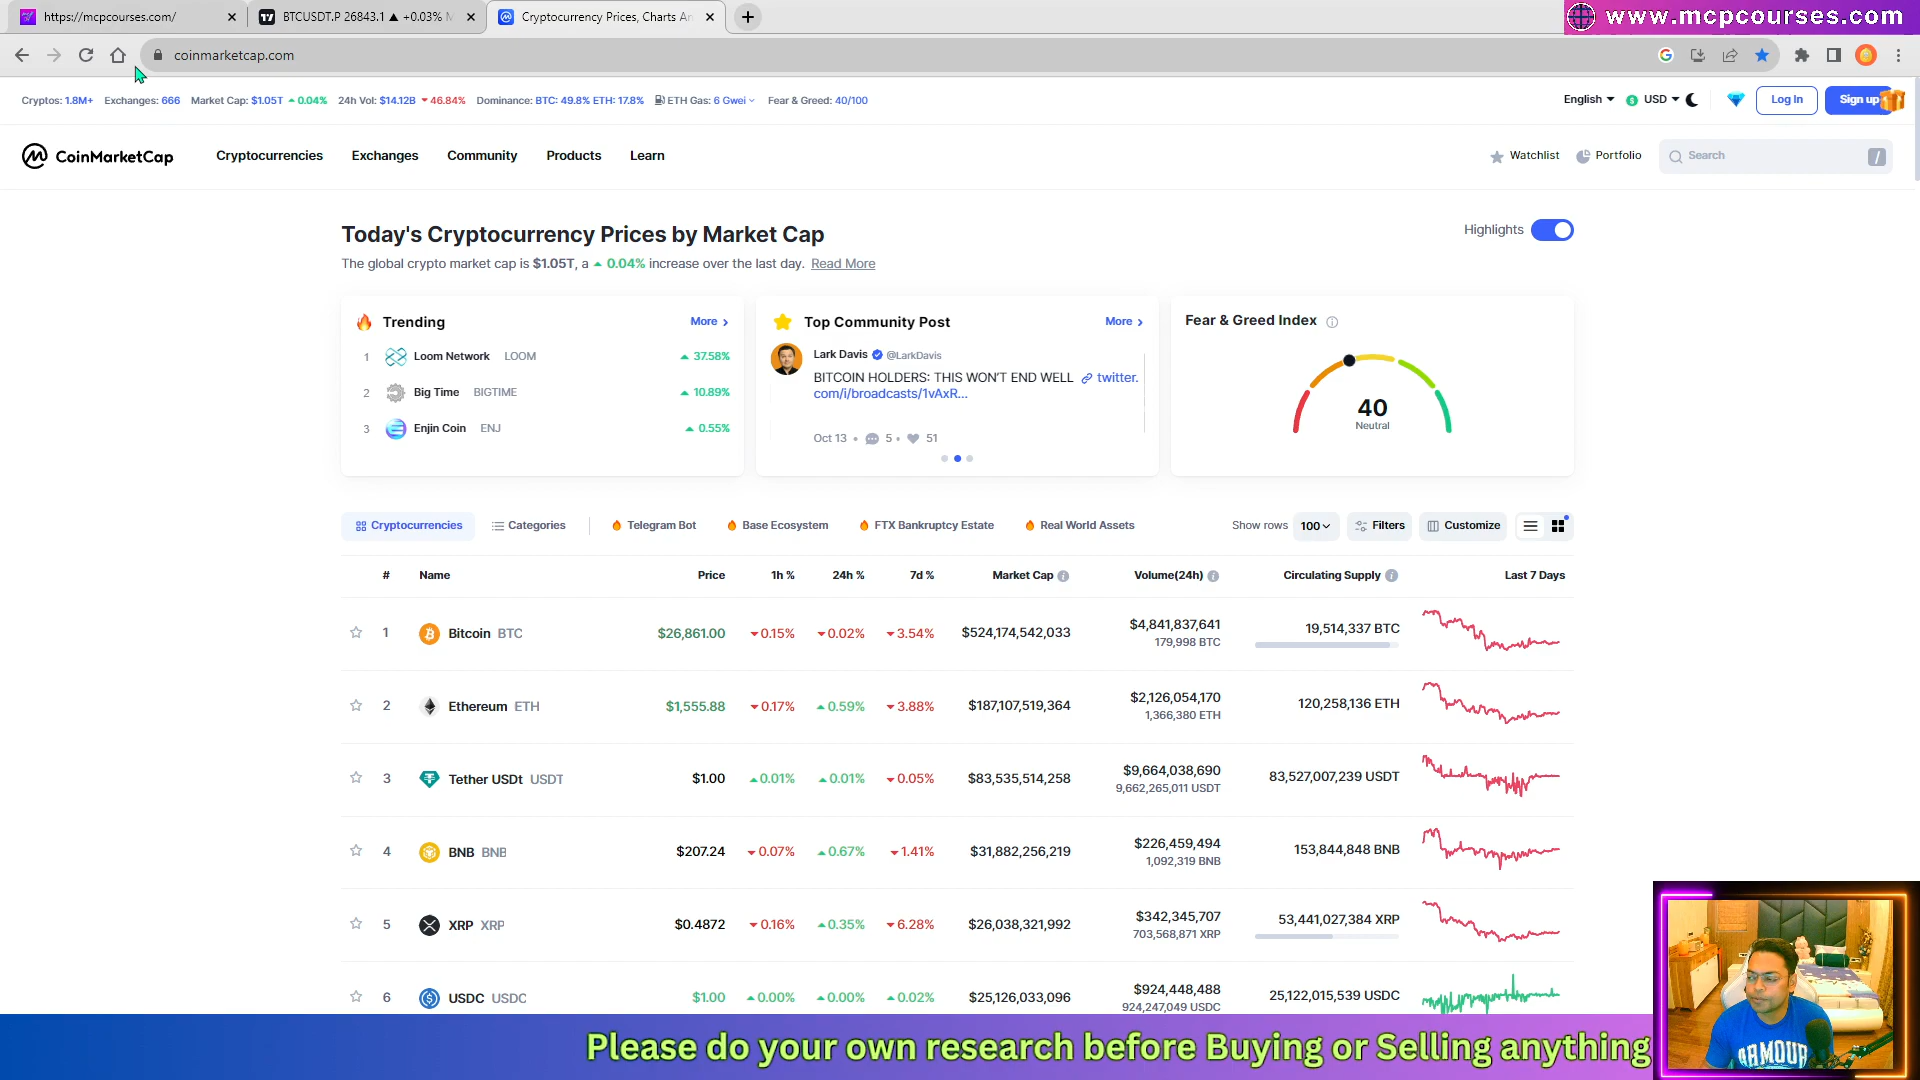 https://mcpcourses.com/
BTCUSDT.P 26843.1 ▲ +0.03%
Cryptocurrency Prices, Charts
www.mcpcourses.com
coinmarketcap.com
Cryptos: 1.8M+ Exchanges: 666 Market Cap: $1.05T 0.04% 24h Vol: $14.12B 46.84% Dominance: BTC: 49.8% ETH: 17.8% ETH Gas: 6 Gwei Fear & Greed: 40/100
English USD Log In Sign up
CoinMarketCap Cryptocurrencies Exchanges Community Products Learn
Watchlist Portfolio Search /
Today's Cryptocurrency Prices by Market Cap
Highlights
The global crypto market cap is $1.05T, a 0.04% increase over the last day. Read More
Trending More
1 Loom Network LOOM 37.58%
2 Big Time BIGTIME 10.89%
3 Enjin Coin ENJ 0.55%
Top Community Post More
Lark Davis @LarkDavis
BITCOIN HOLDERS: THIS WON'T END WELL twitter.
com/i/broadcasts/1vAxR...
Oct 13 • 5 • 51
Fear & Greed Index
40
Neutral
Cryptocurrencies Categories Telegram Bot Base Ecosystem FTX Bankruptcy Estate Real World Assets Show rows 100 Filters Customize
# Name Price 1h % 24h % 7d % Market Cap Volume(24h) Circulating Supply Last 7 Days
1 Bitcoin BTC $26,861.00 0.15% 0.02% 3.54% $524,174,542,033 $4,841,837,641 19,514,337 BTC
179,998 BTC
2 Ethereum ETH $1,555.88 0.17% 0.59% 3.88% $187,107,519,364 $2,126,054,170 120,258,136 ETH
1,366,380 ETH
3 Tether USDt USDT $1.00 0.01% 0.01% 0.05% $83,535,514,258 $9,664,038,690 83,527,007,239 USDT
9,662,265,011 USDT
4 BNB BNB $207.24 0.07% 0.67% 1.41% $31,882,256,219 $226,459,494 153,844,848 BNB
1,092,319 BNB
5 XRP XRP $0.4872 0.16% 0.35% 6.28% $26,038,321,992 $342,345,707 53,441,027,384 XRP
703,568,871 XRP
6 USDC USDC $1.00 0.00% 0.00% 0.02% $25,126,033,096 $924,448,488 25,122,015,539 USDC
924,247,049 USDC
Please do your own research before Buying or Selling anything
ARMOUR